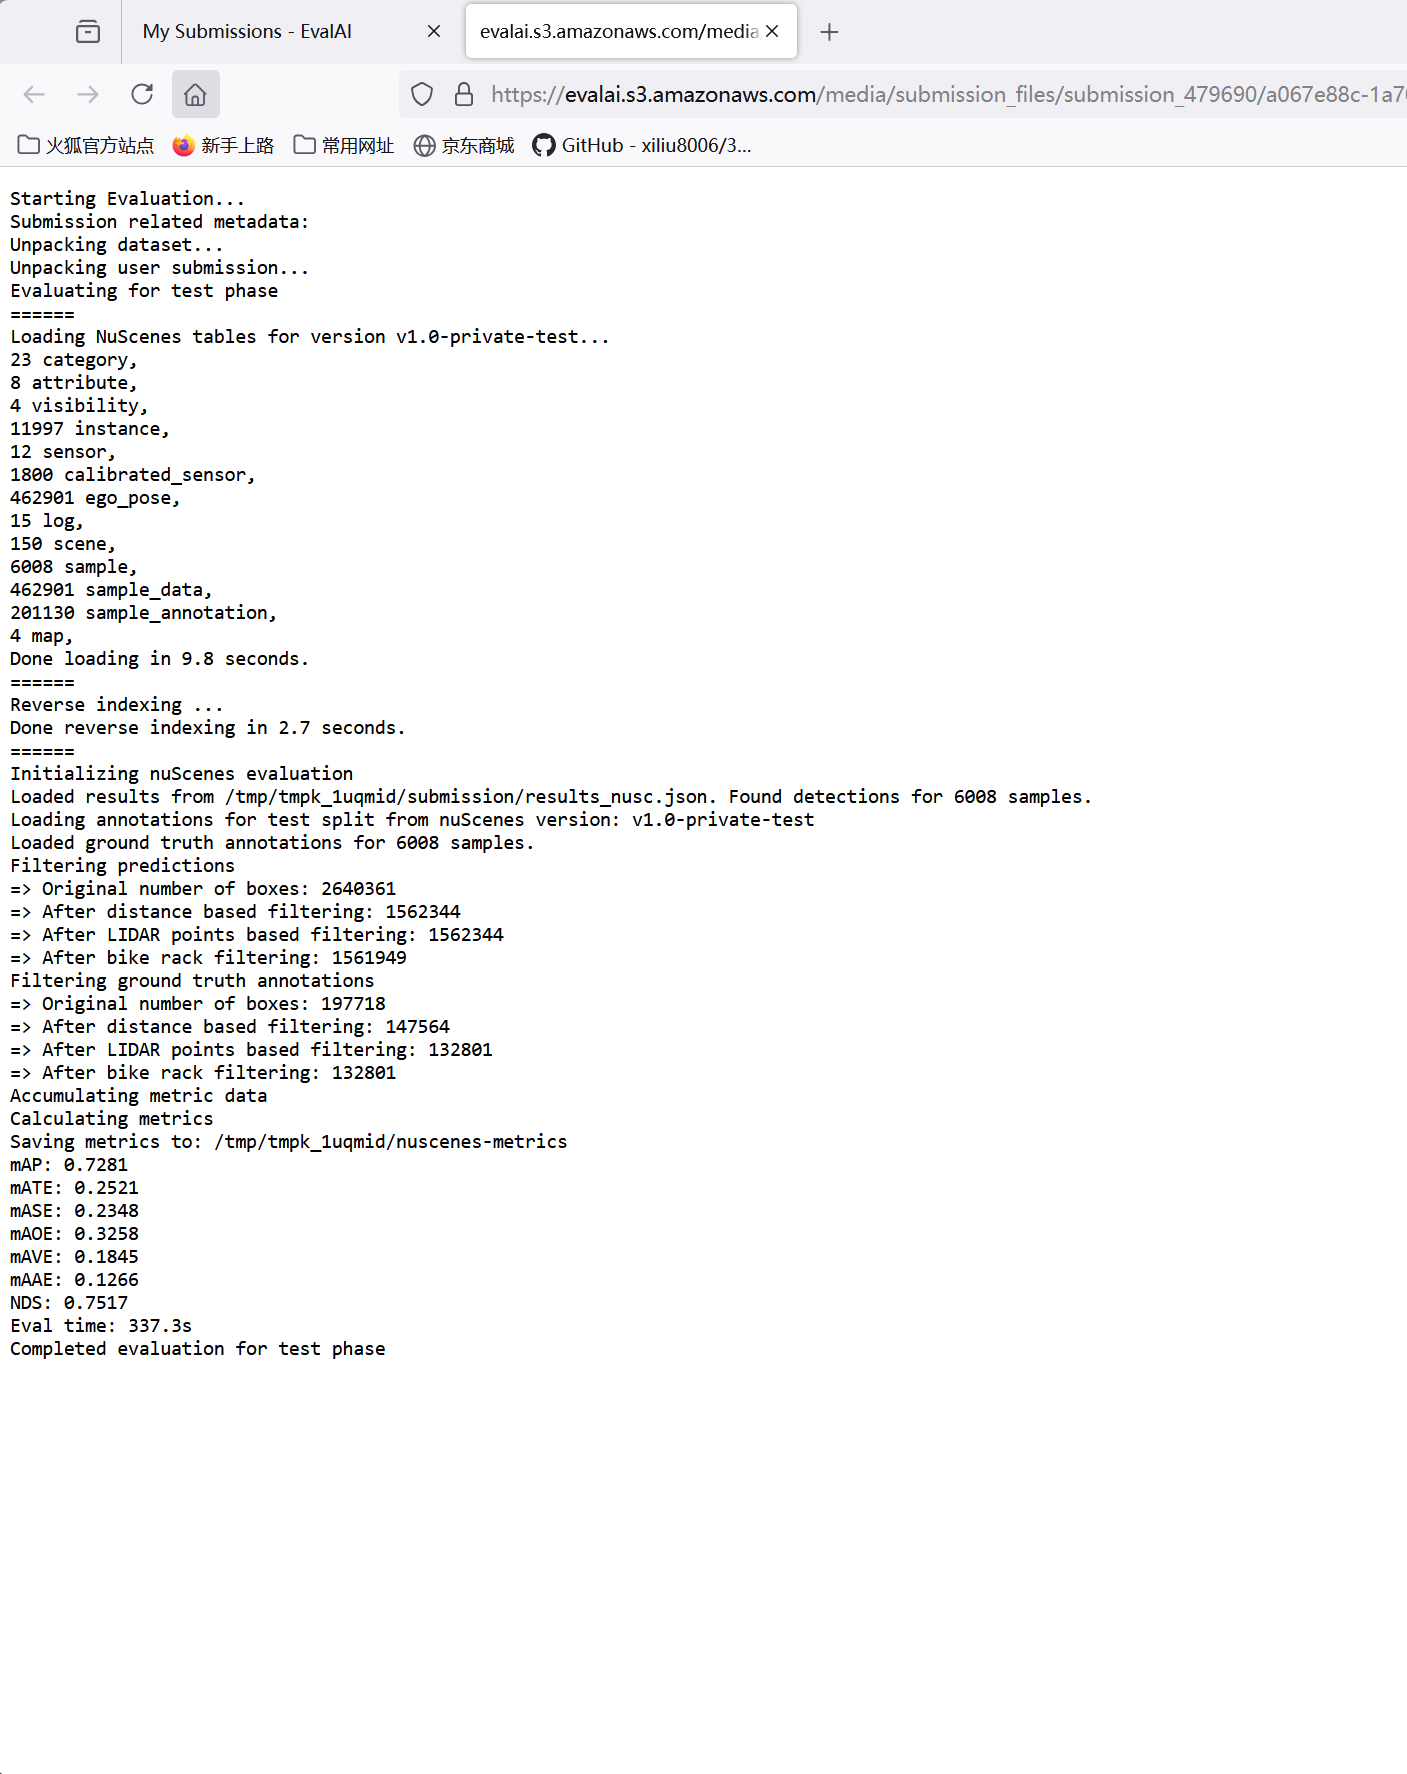 My Submissions - EvalAI
evalai.s3.amazonaws.com/media
https://evalai.s3.amazonaws.com/media/submission_files/submission_479690/a067e88c-1a7
火狐官方站点 新手上路 常用网址 京东商城 GitHub - xiliu8006/3...
Starting Evaluation...
Submission related metadata:
Unpacking dataset...
Unpacking user submission...
Evaluating for test phase
======
Loading NuScenes tables for version v1.0-private-test...
23 category,
8 attribute,
4 visibility,
11997 instance,
12 sensor,
1800 calibrated_sensor,
462901 ego_pose,
15 log,
150 scene,
6008 sample,
462901 sample_data,
201130 sample_annotation,
4 map,
Done loading in 9.8 seconds.
======
Reverse indexing ...
Done reverse indexing in 2.7 seconds.
======
Initializing nuScenes evaluation
Loaded results from /tmp/tmpk_1uqmid/submission/results_nusc.json. Found detections for 6008 samples.
Loading annotations for test split from nuScenes version: v1.0-private-test
Loaded ground truth annotations for 6008 samples.
Filtering predictions
=> Original number of boxes: 2640361
=> After distance based filtering: 1562344
=> After LIDAR points based filtering: 1562344
=> After bike rack filtering: 1561949
Filtering ground truth annotations
=> Original number of boxes: 197718
=> After distance based filtering: 147564
=> After LIDAR points based filtering: 132801
=> After bike rack filtering: 132801
Accumulating metric data
Calculating metrics
Saving metrics to: /tmp/tmpk_1uqmid/nuscenes-metrics
mAP: 0.7281
mATE: 0.2521
mASE: 0.2348
mAOE: 0.3258
mAVE: 0.1845
mAAE: 0.1266
NDS: 0.7517
Eval time: 337.3s
Completed evaluation for test phase